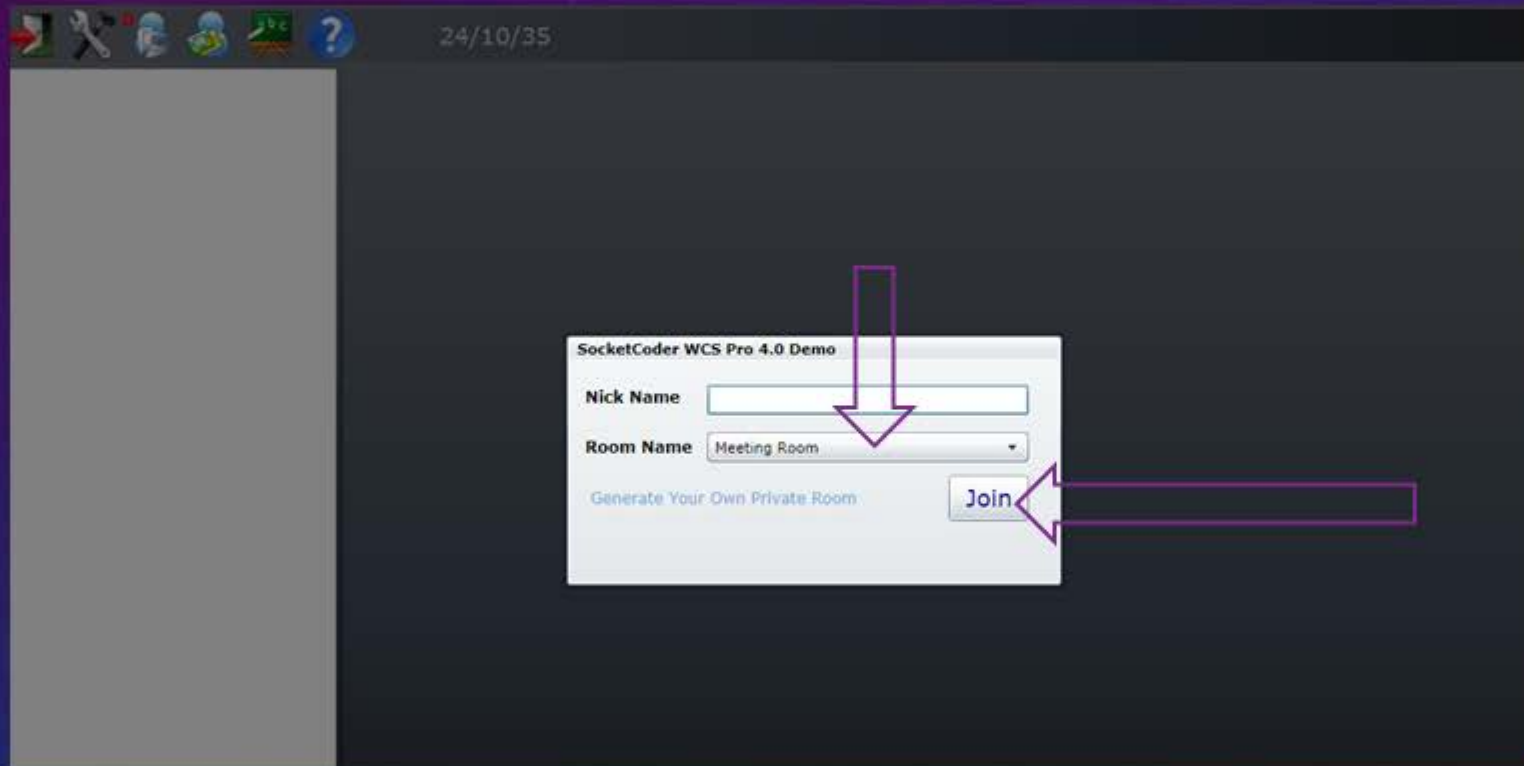 abc
24/10/35
SocketCoder WCS Pro 4.0 Demo
Nick Name
Room Name
Meeting Room
Generate Your Own Private Room
Join